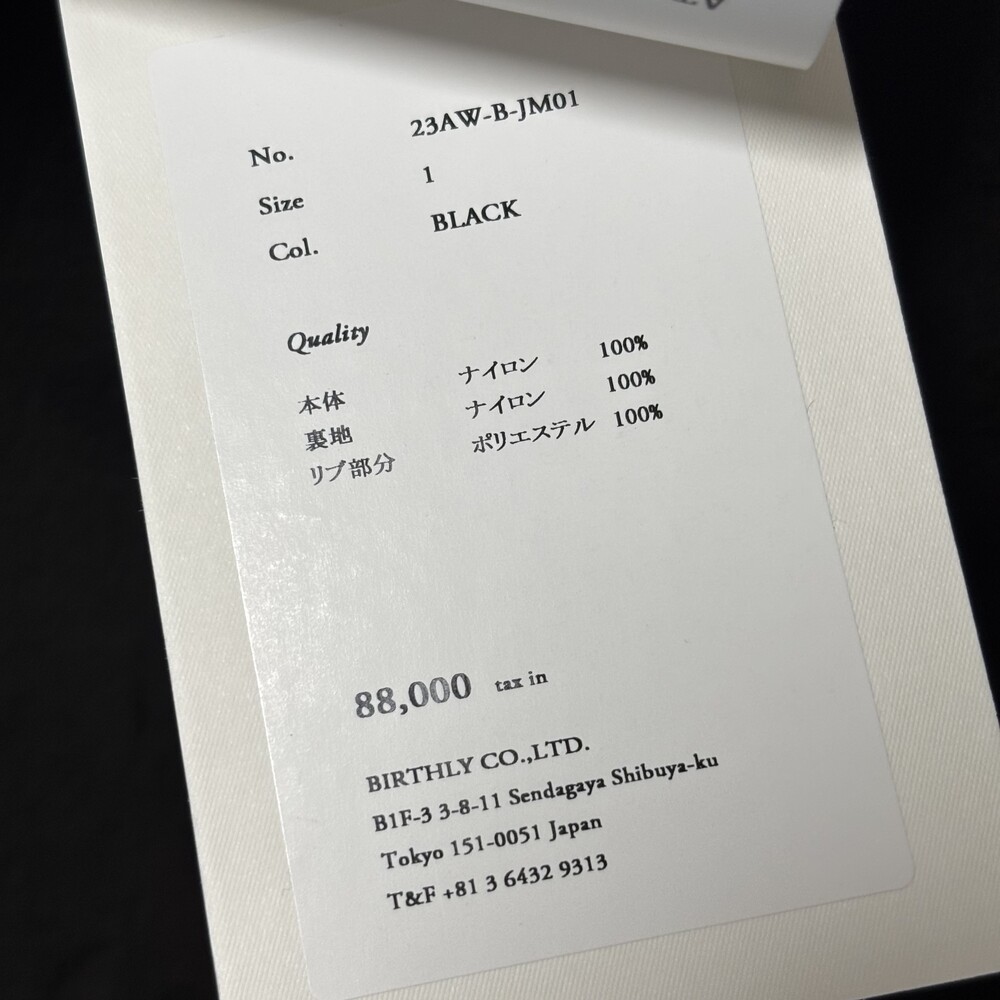 No. 23AW-B-JM01
Size 1
Col. BLACK
Quality
本体 ナイロン 100%
裏地 ナイロン 100%
リブ部分 ポリエステル 100%
88,000 tax in
BIRTHLY CO.,LTD.
B1F-3 3-8-11 Sendagaya Shibuya-ku
Tokyo 151-0051 Japan
T&F +81 3 6432 9313